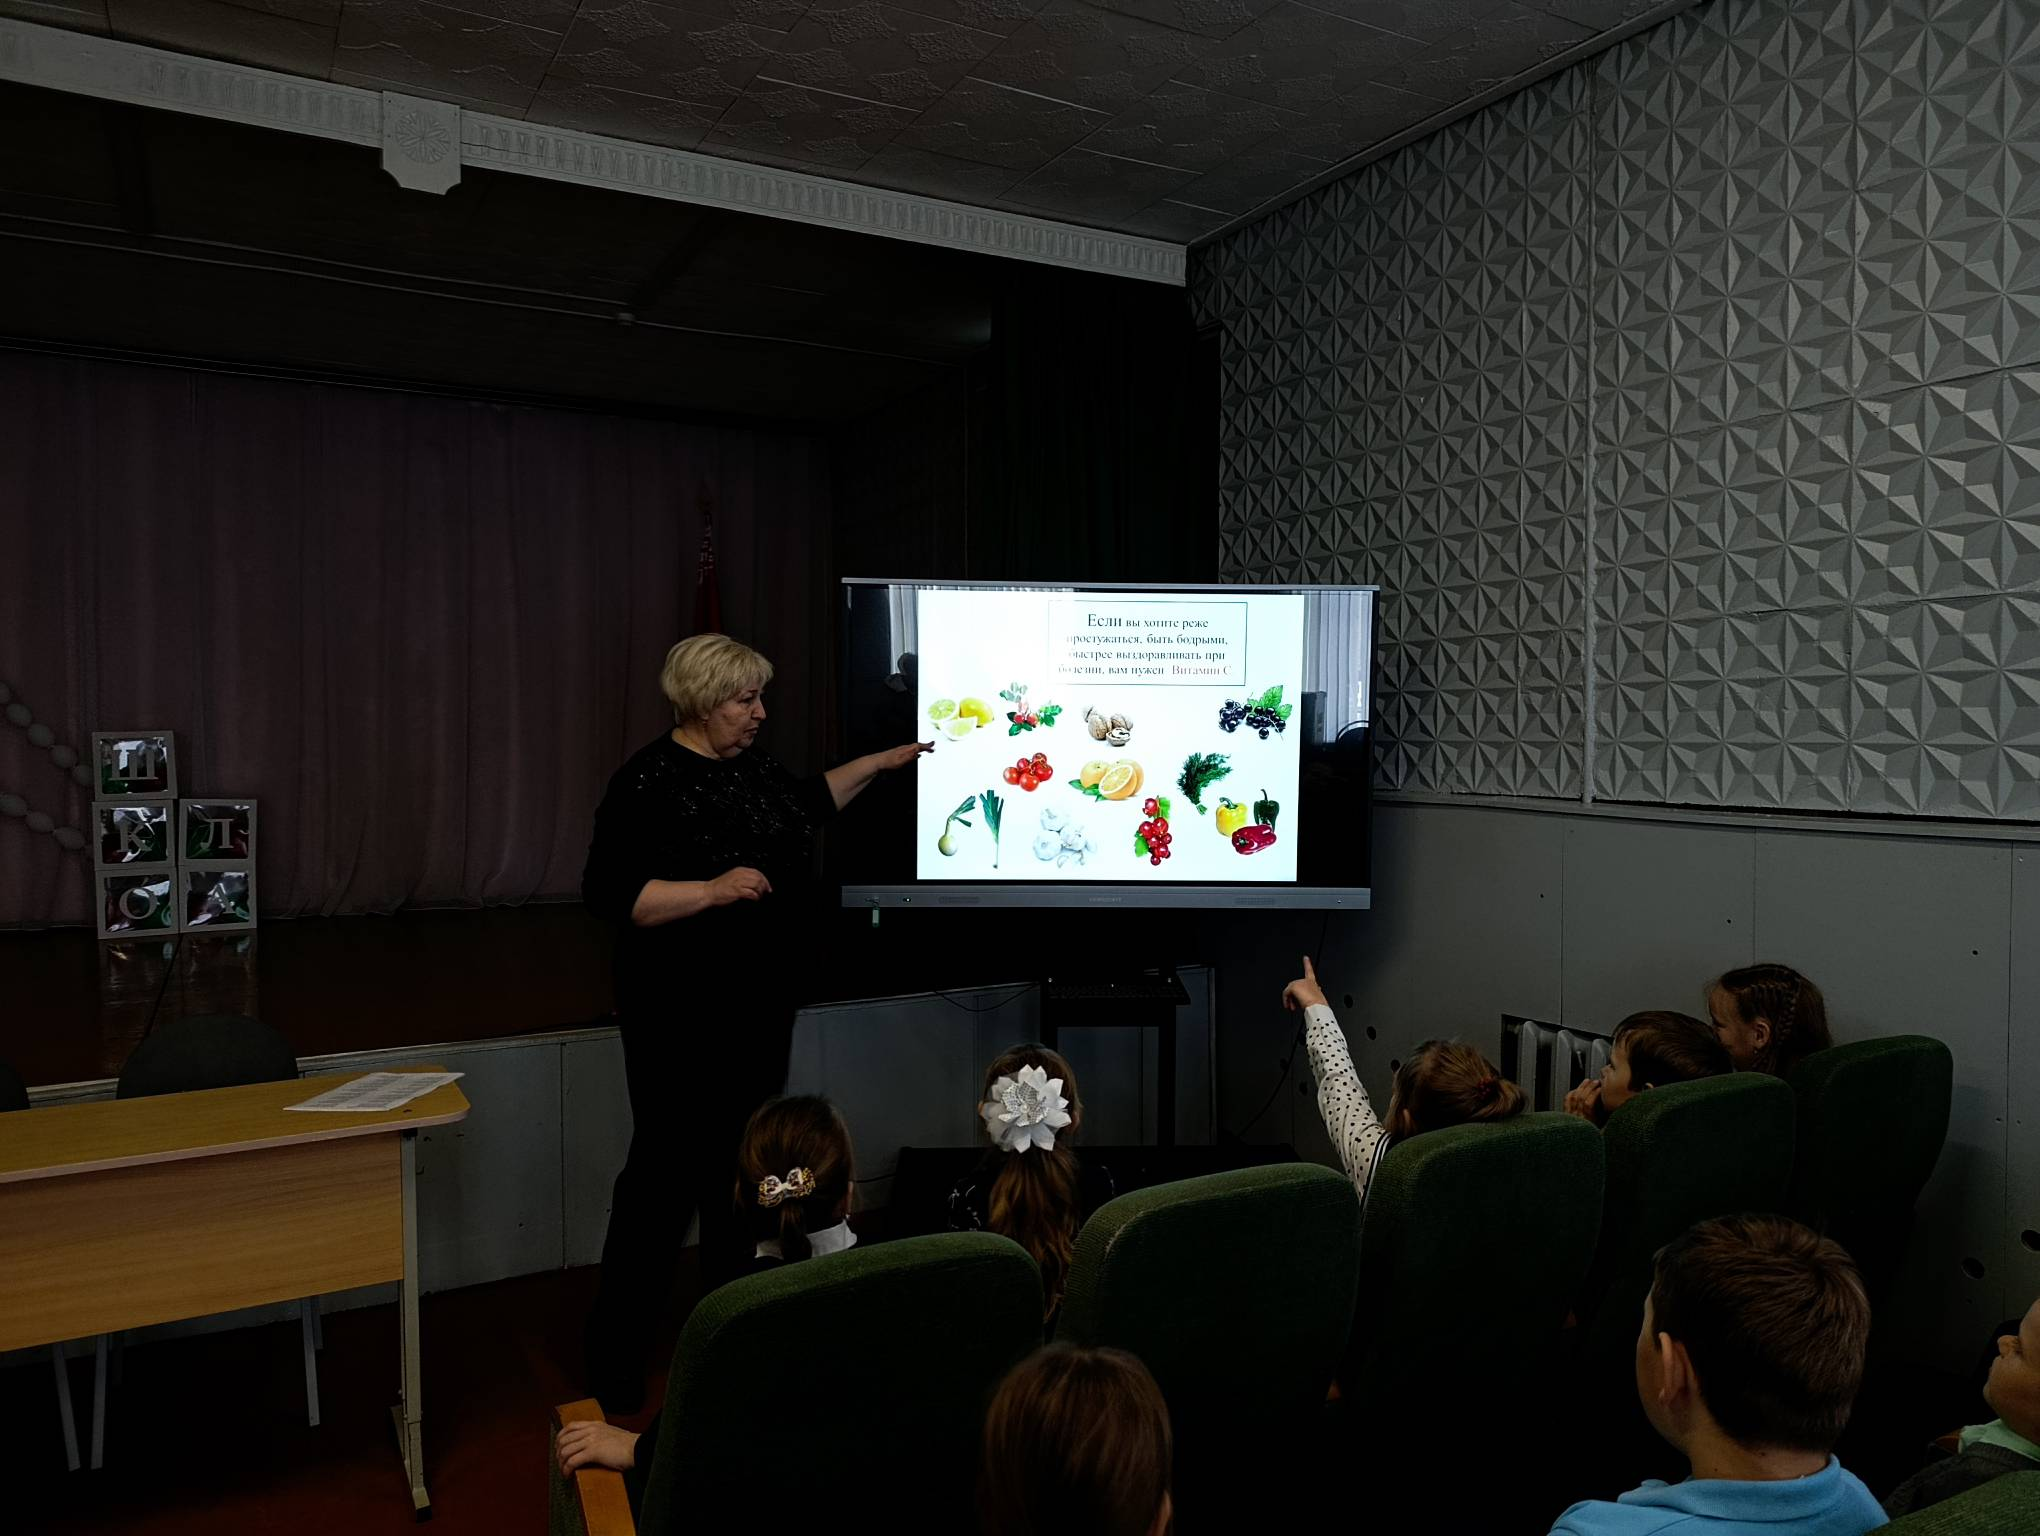 Если вы хотите реже
простужаться, быть бодрыми,
быстрее выздоравливать при
болезни, вам нужен Витамин С.
Ш
К Л
О А